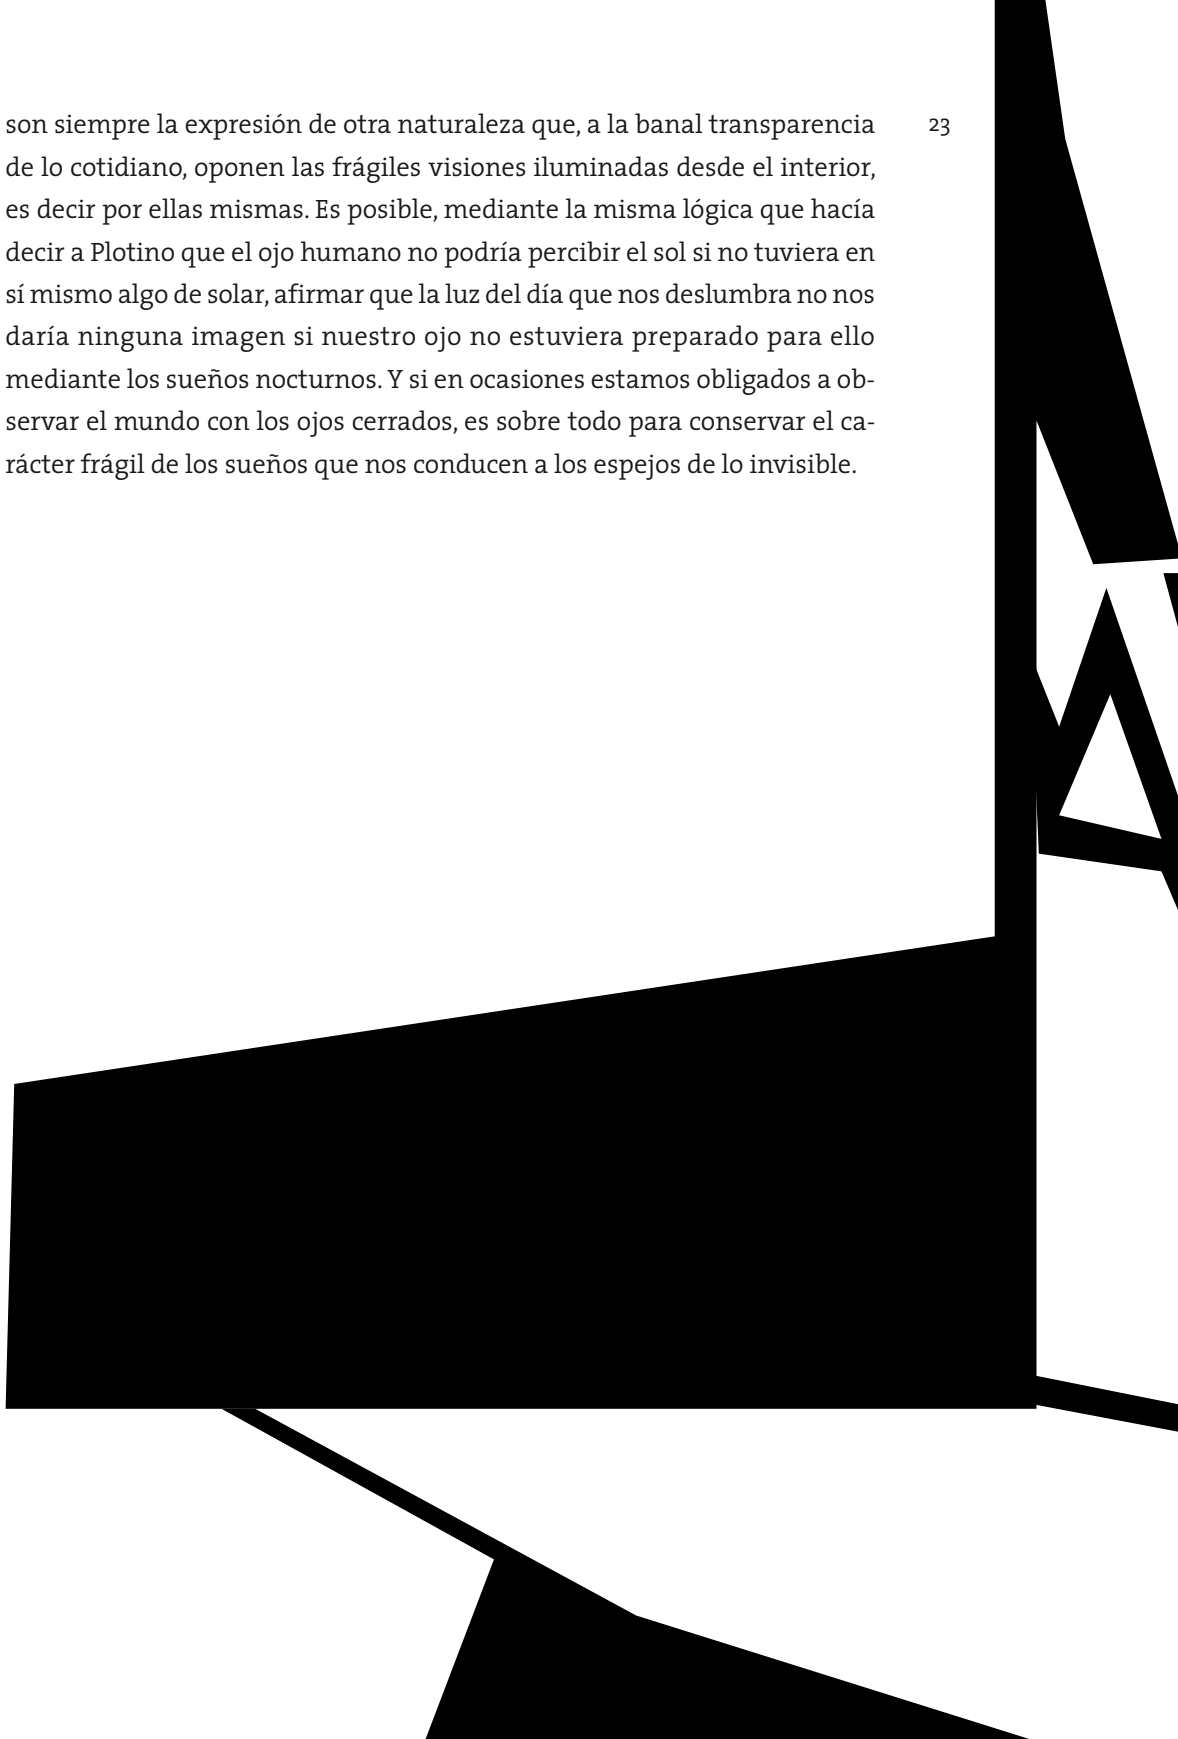 son siempre la expresión de otra naturaleza que, a la banal transparencia
23
de lo cotidiano, oponen las frágiles visiones iluminadas desde el interior,
es decir por ellas mismas. Es posible, mediante la misma lógica que hacía
decir a Plotino que el ojo humano no podría percibir el sol si no tuviera en
sí mismo algo de solar, afirmar que la luz del día que nos deslumbra no nos
daría ninguna imagen si nuestro ojo no estuviera preparado para ello
mediante los sueños nocturnos. Y si en ocasiones estamos obligados a ob-
servar el mundo con los ojos cerrados, es sobre todo para conservar el ca-
rácter frágil de los sueños que nos conducen a los espejos de lo invisible.